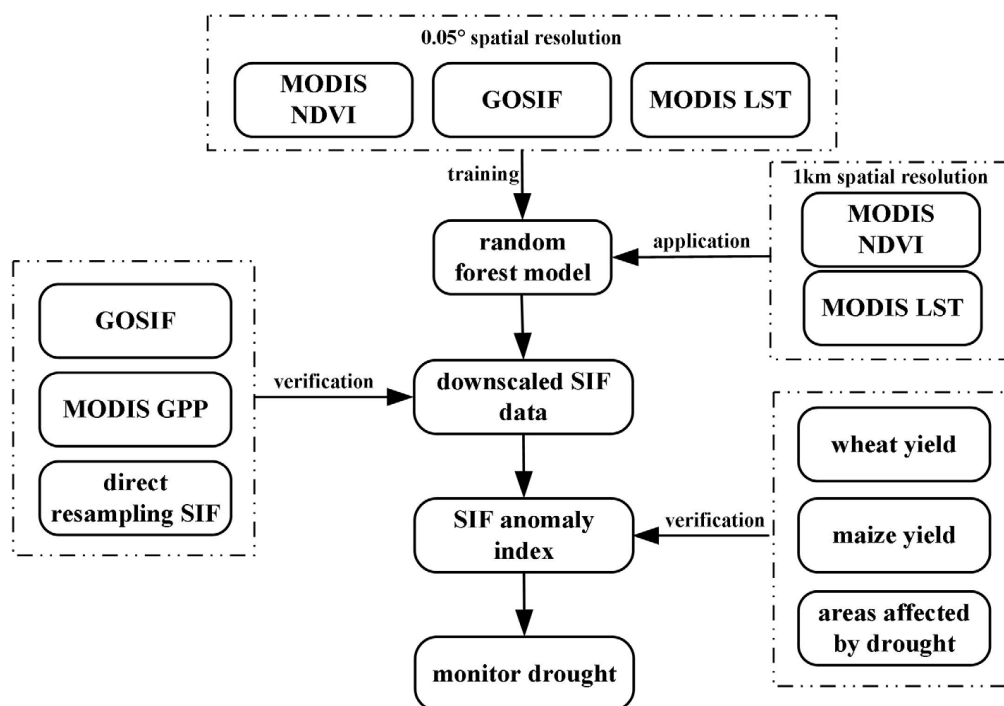 0.05° spatial resolution
MODIS
NDVI
GOSIF
MODIS LST
training
1km spatial resolution
MODIS
NDVI
MODIS LST
random
forest model
application
GOSIF
MODIS GPP
direct
resampling SIF
verification
downscaled SIF
data
wheat yield
maize yield
areas affected
by drought
verification
SIF anomaly
index
monitor drought